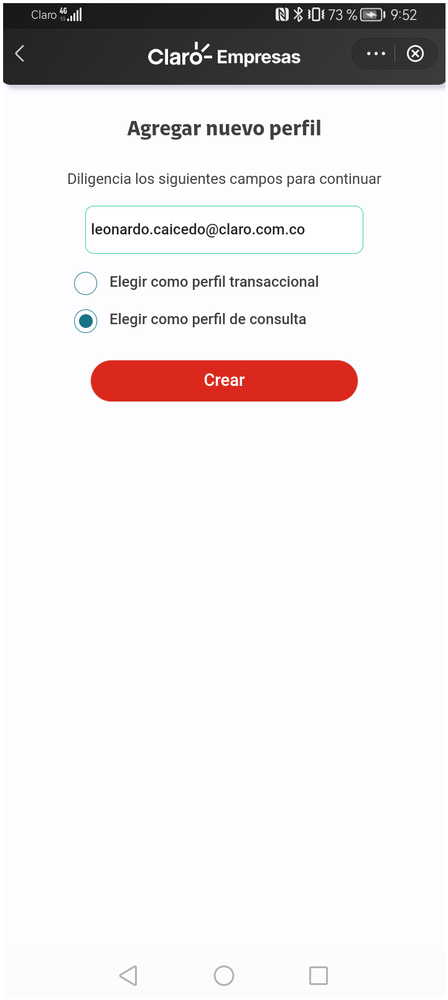 Claro 4G 73 % 9:52
Claro Empresas
Agregar nuevo perfil
Diligencia los siguientes campos para continuar
leonardo.caicedo@claro.com.co
Elegir como perfil transaccional
Elegir como perfil de consulta
Crear